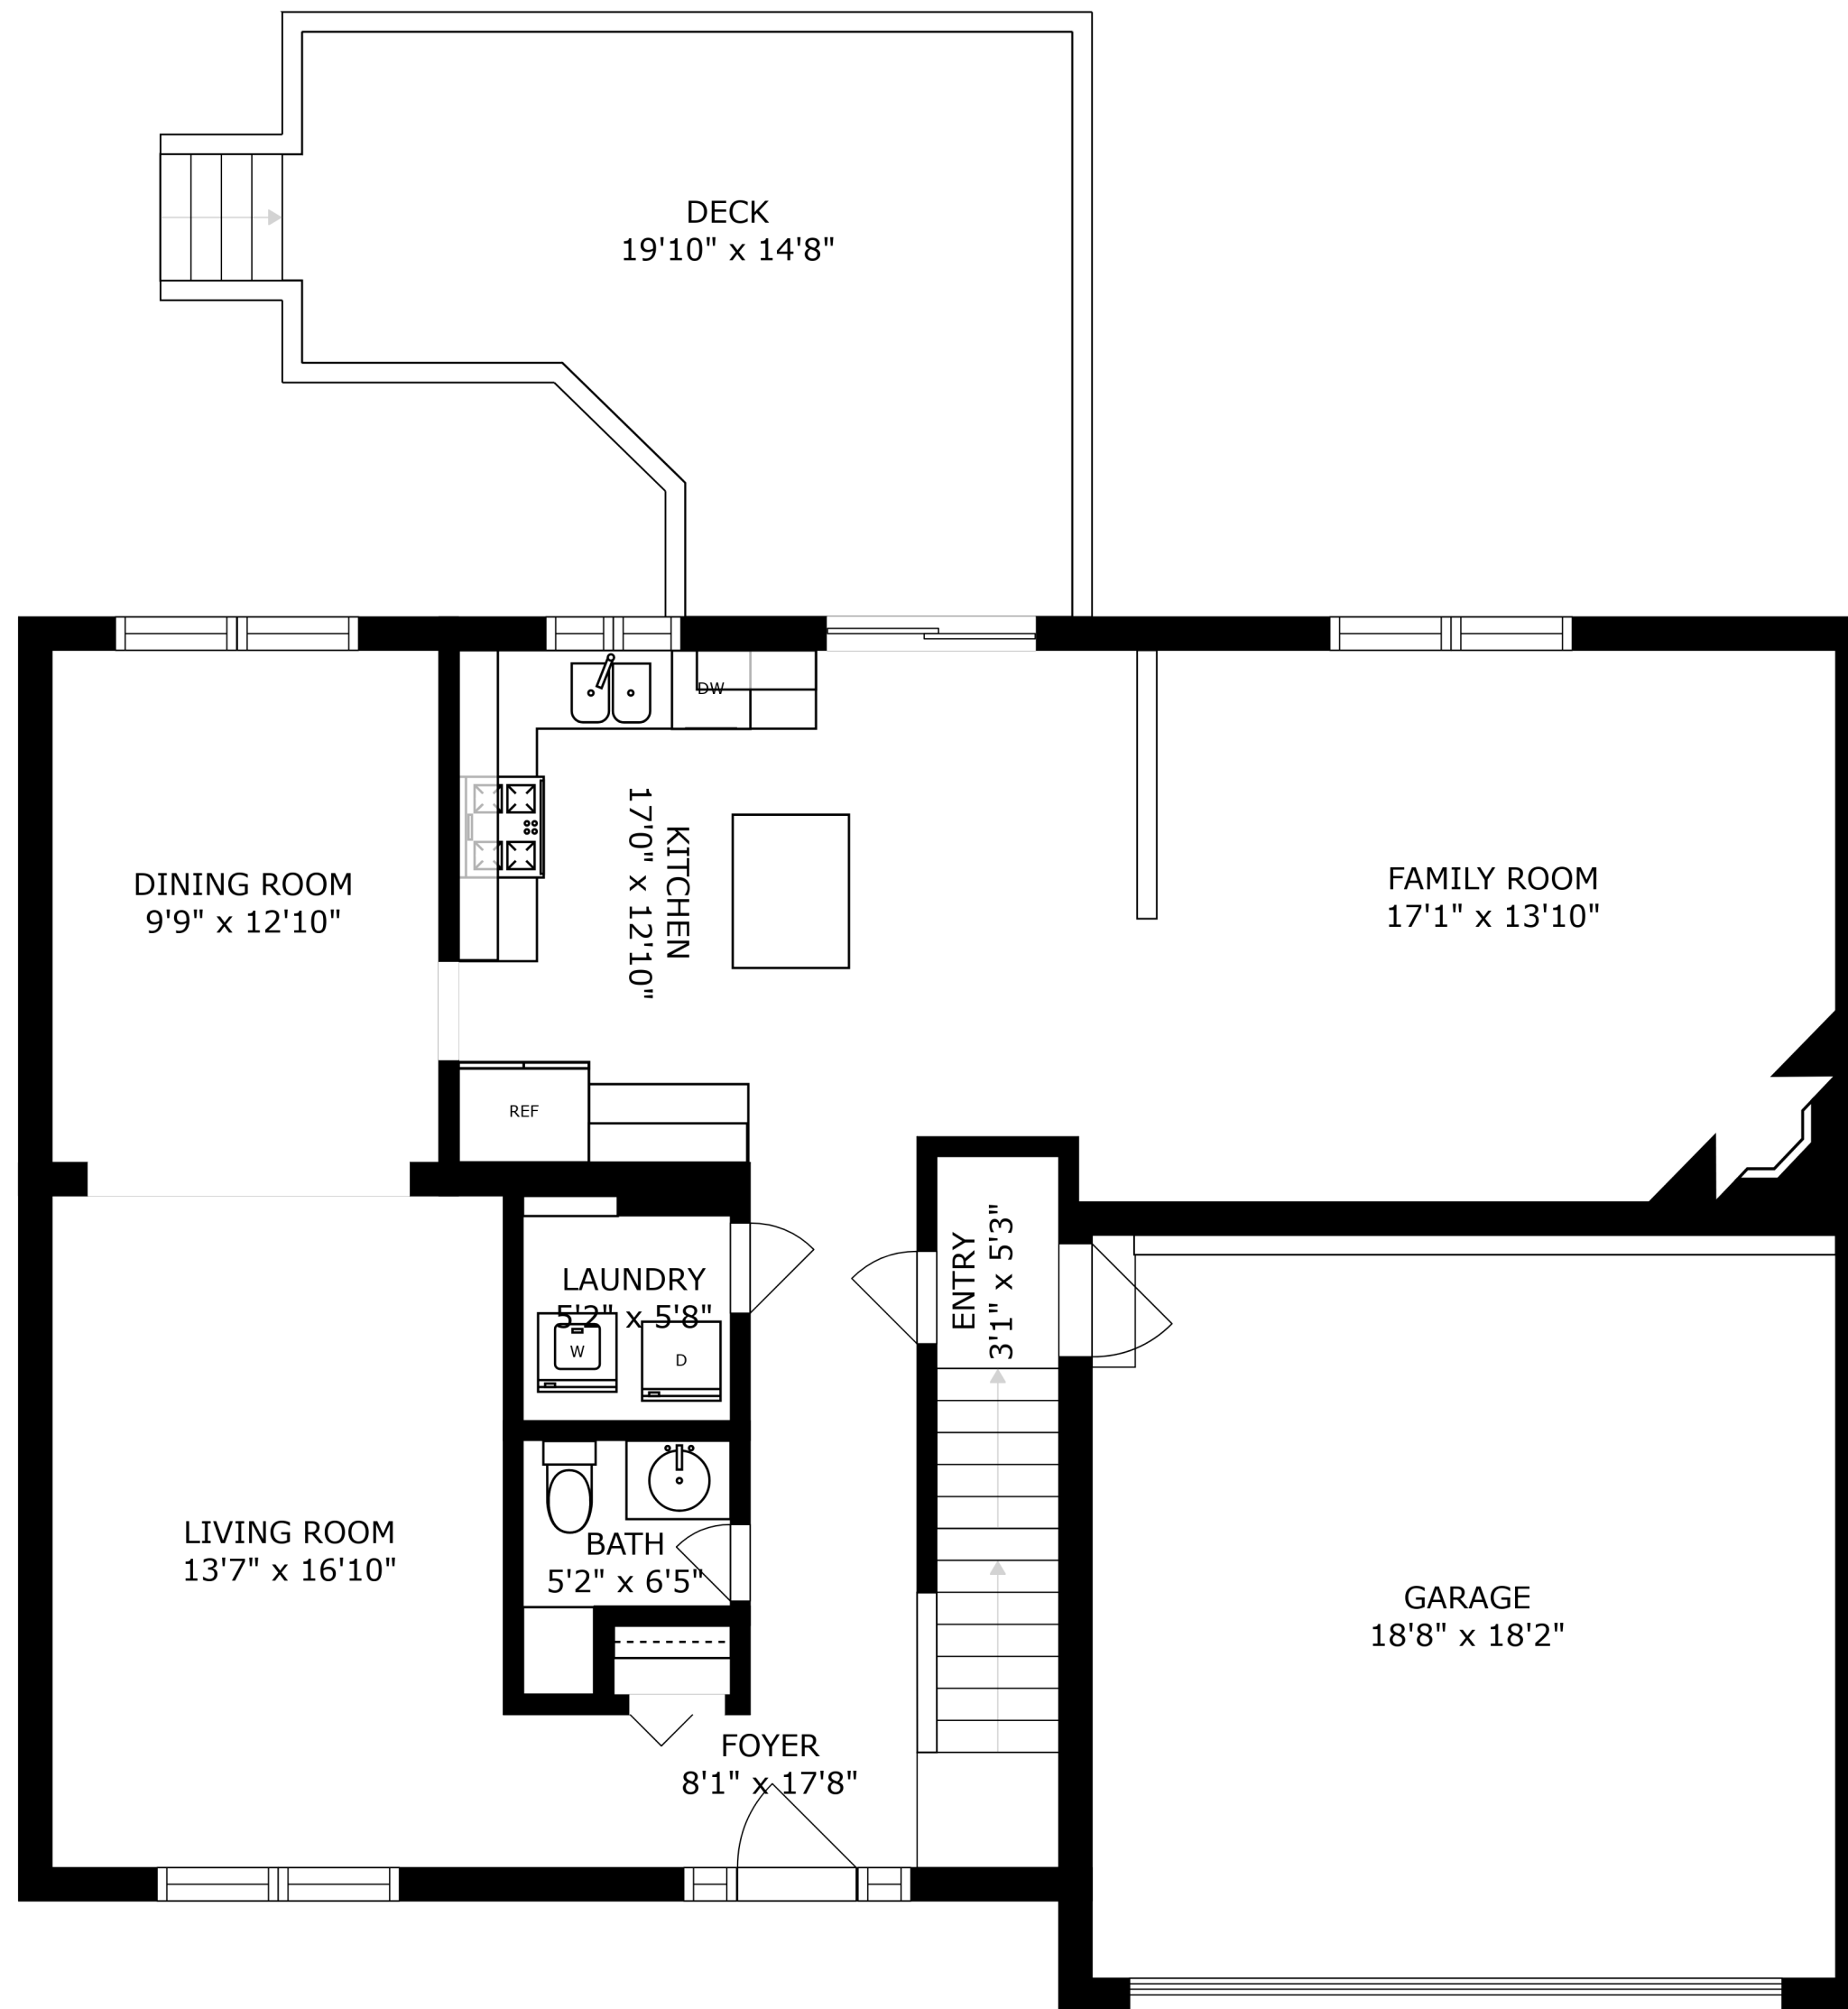 DECK
19'10" x 14'8"
DW
KITCHEN
17'0" x 12'10"
DINING ROOM
9'9" x 12'10"
FAMILY ROOM
17'1" x 13'10"
REF
LAUNDRY
5'2" x 5'8"
W
D
ENTRY
3'1" x 5'3"
LIVING ROOM
13'7" x 16'10"
BATH
5'2" x 6'5"
GARAGE
18'8" x 18'2"
FOYER
8'1" x 17'8"